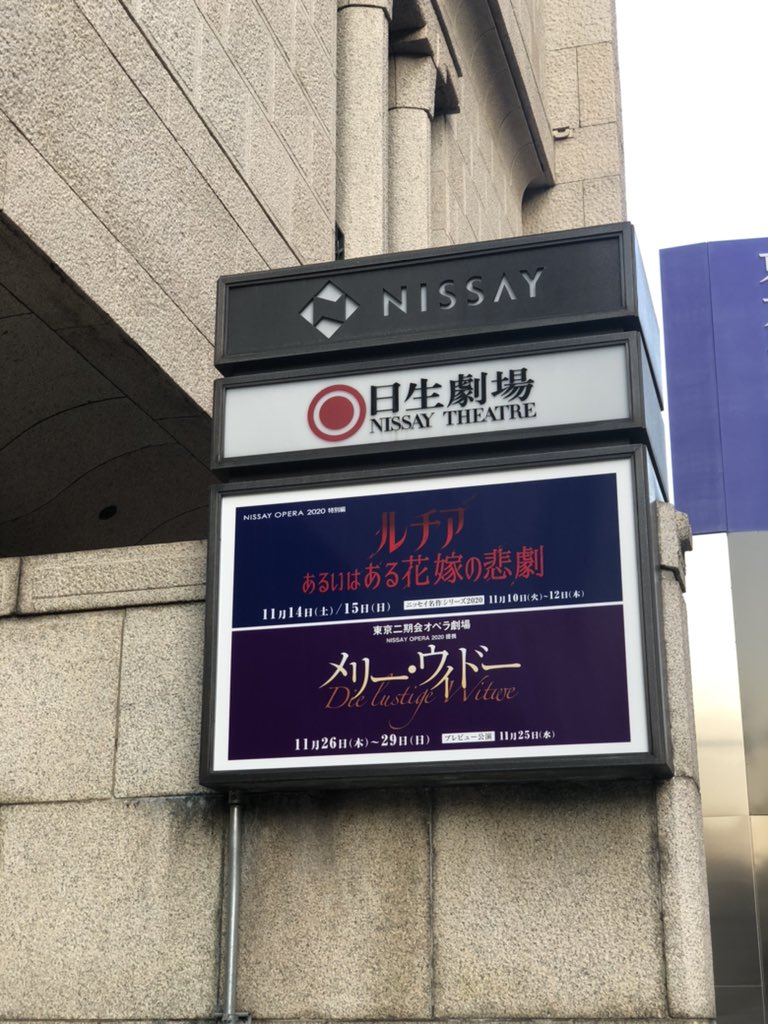 NISSAY
日生劇場
NISSAY THEATRE
NISSAY OPERA 2020 特別編
ルチア
あるいはある花嫁の悲劇
11月14日(土)/15日(日) ニッセイ名作シリーズ2020 11月10日(火)~12日(木)
東京二期会オペラ劇場
NISSAY OPERA 2020 提携
メリー・ウィドー
Die lustige Witwe
11月26日(木)~29日(日) プレビュー公演 11月25日(水)